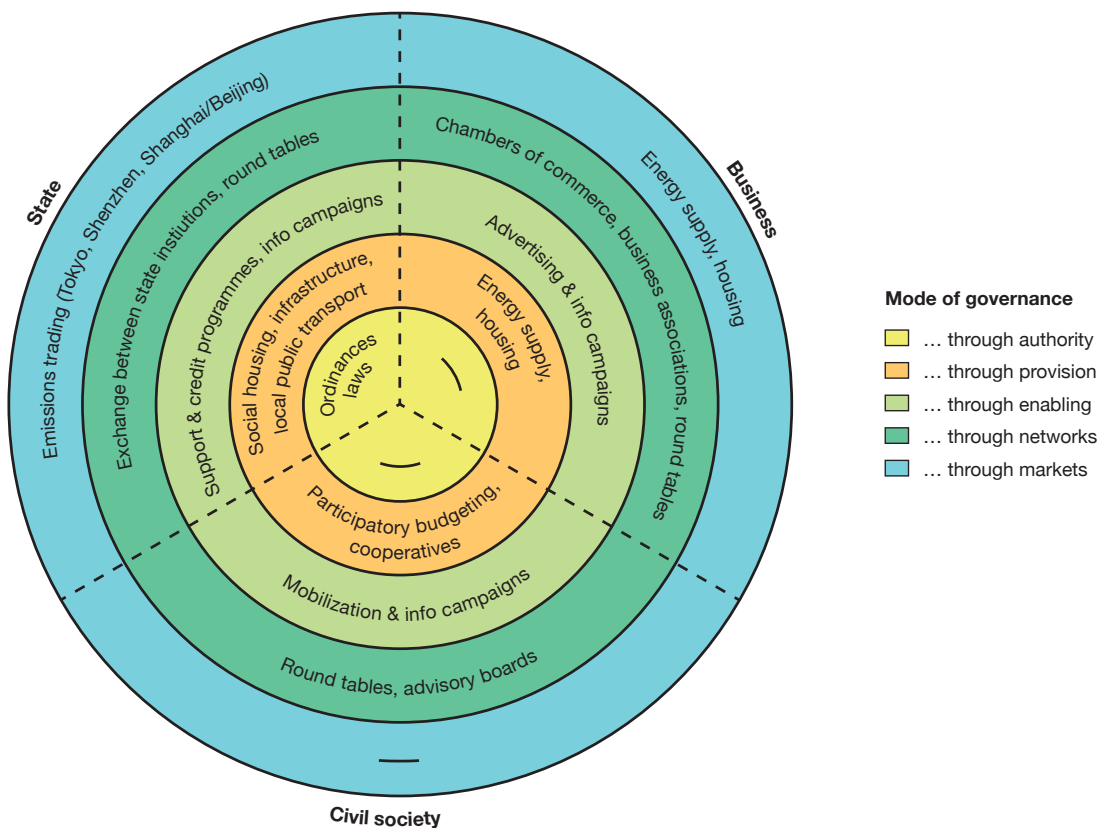 State
Business
Civil society
Emissions trading (Tokyo, Shenzhen, Shanghai/Beijing)
Exchange between state instiutions, round tables
Support & credit programmes, info campaigns
Social housing, infrastructure,
local public transport
Ordinances
laws
Energy supply, housing
Chambers of commerce, business associations, round tables
Advertising & info campaigns
Energy supply,
housing
Participatory budgeting,
cooperatives
Mobilization & info campaigns
Round tables, advisory boards
Mode of governance
... through authority
... through provision
... through enabling
... through networks
... through markets